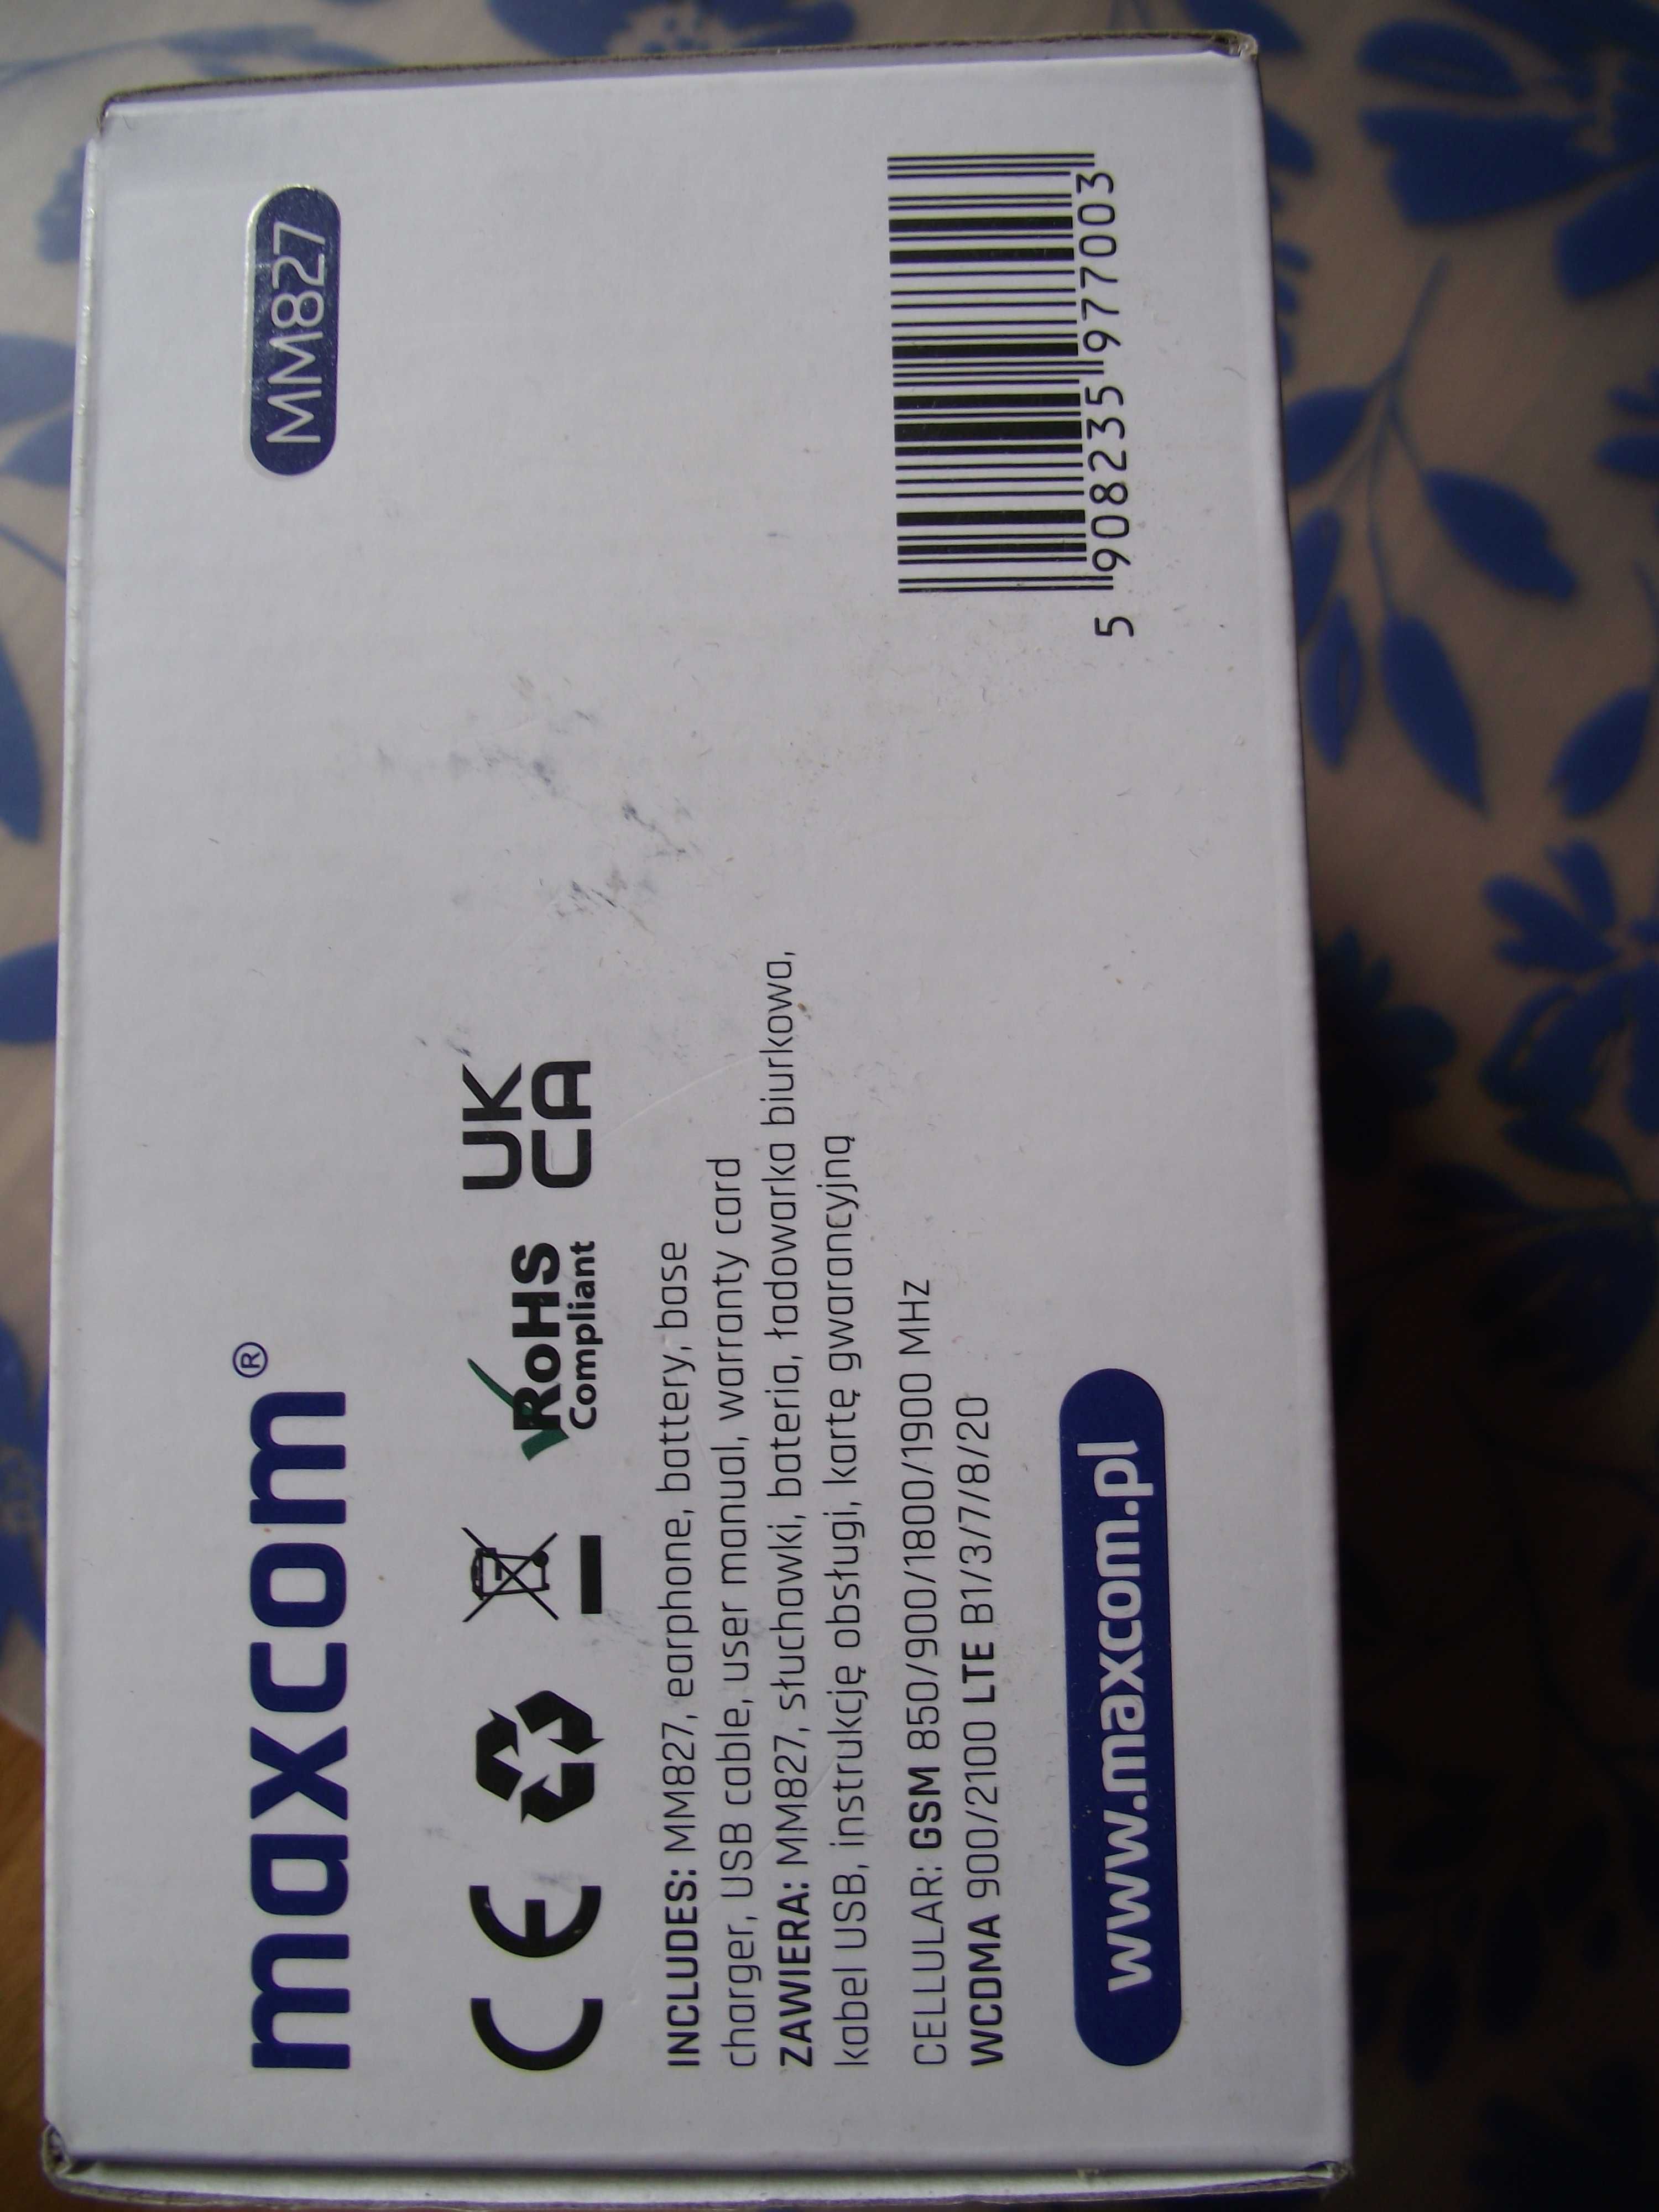 maxcom®
MM827
CE
RoHS
Compliant
UK
CA
INCLUDES: MM827, earphone, battery, base
charger, USB cable, user manual, warranty card
ZAWIERA: MM827, słuchawki, bateria, ładowarka biurkowa,
kabel USB, instrukcję obsługi, kartę gwarancyjną
CELLULAR: GSM 850/900/1800/1900 MHz
WCDMA 900/2100 LTE B1/3/7/8/20
www.maxcom.pl
5 908235 977003